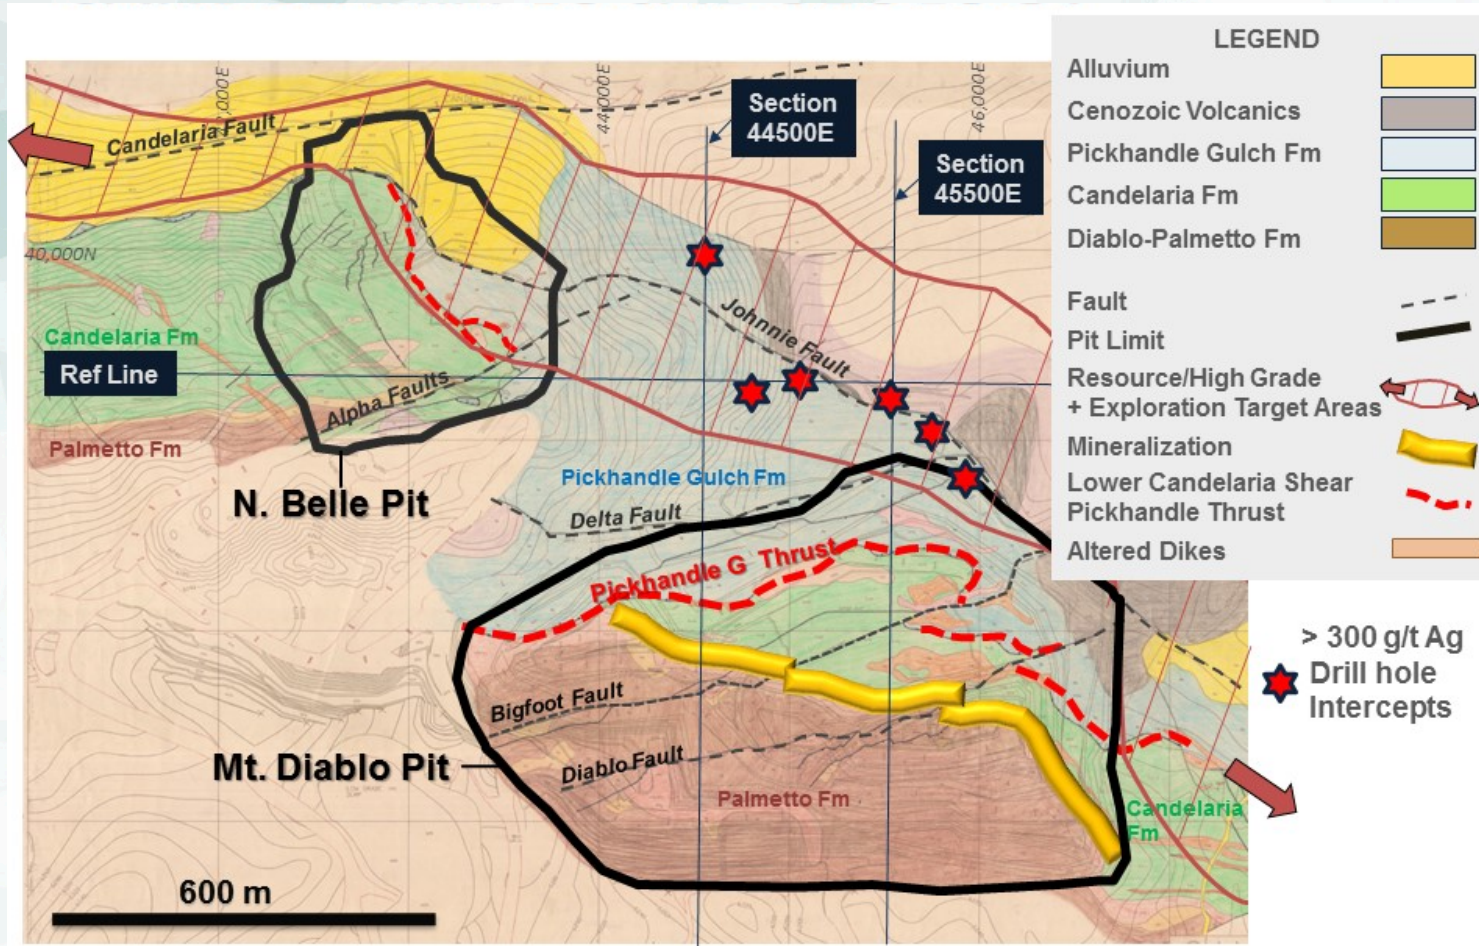 LEGEND
Alluvium
Cenozoic Volcanics
Pickhandle Gulch Fm
Candelaria Fm
Diablo-Palmetto Fm
Fault
Pit Limit
Resource/High Grade
+ Exploration Target Areas
Mineralization
Lower Candelaria Shear
Pickhandle Thrust
Altered Dikes
> 300 g/t Ag
Drill hole
Intercepts
44,000E
46,000E
Section
44500E
Section
45500E
Candelaria Fault
40,000N
Johnnie Fault
Candelaria Fm
Ref Line
Alpha Faults
Palmetto Fm
N. Belle Pit
Pickhandle Gulch Fm
Delta Fault
Pickhandle G Thrust
Bigfoot Fault
Mt. Diablo Pit
Diablo Fault
Palmetto Fm
Candelaria
Fm
600 m